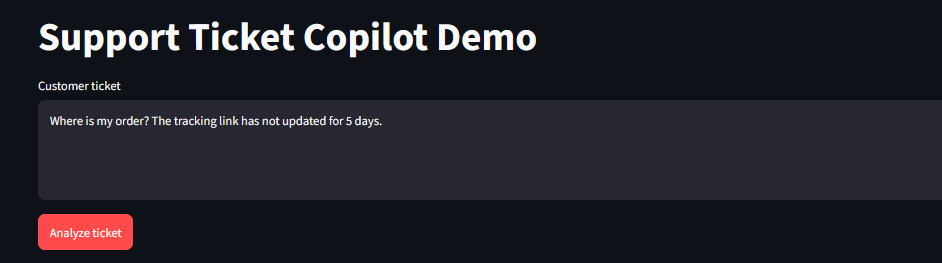 Support Ticket Copilot Demo
Customer ticket
Where is my order? The tracking link has not updated for 5 days.
Analyze ticket